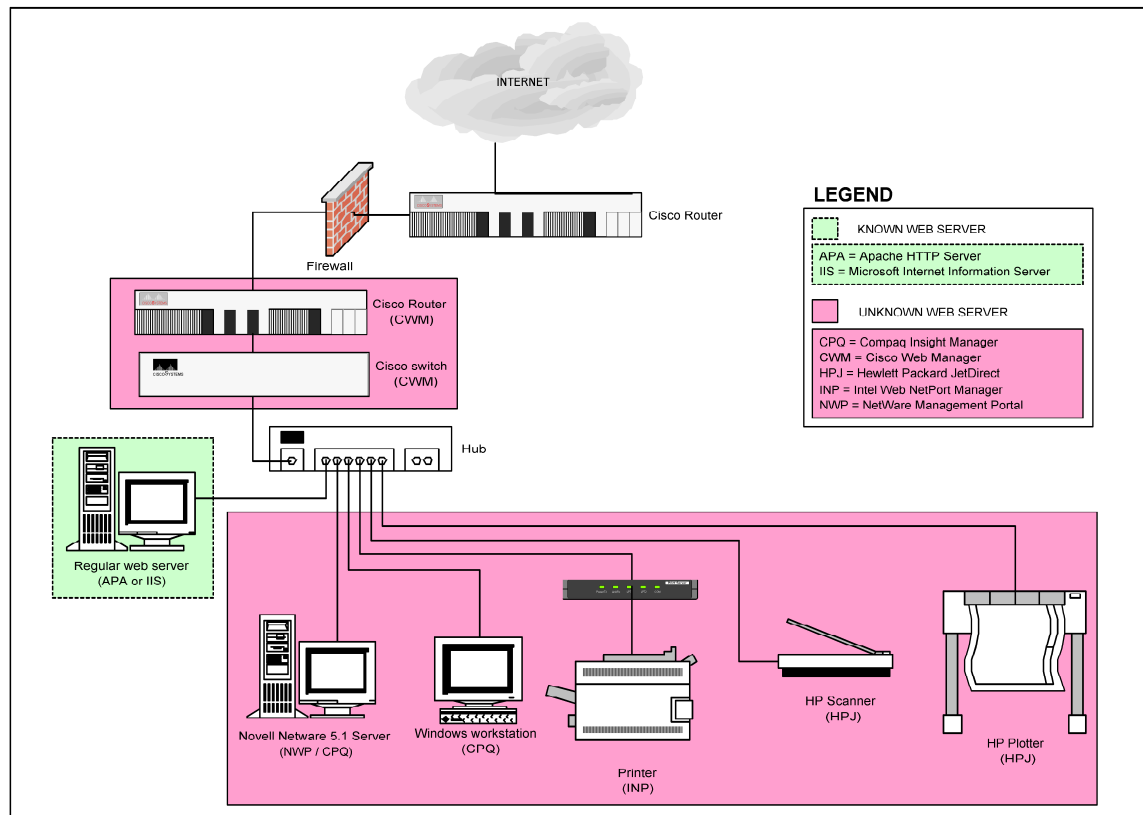 INTERNET
Cisco Router
Firewall
Cisco Router
(CWM)
Cisco switch
(CWM)
CISCO SYSTEMS
Hub
Regular web server
(APA or IIS)
Novell Netware 5.1 Server
(NWP / CPQ)
Windows workstation
(CPQ)
Printer
(INP)
HP Scanner
(HPJ)
HP Plotter
(HPJ)
LEGEND
KNOWN WEB SERVER
APA = Apache HTTP Server
IIS = Microsoft Internet Information Server
UNKNOWN WEB SERVER
CPQ = Compaq Insight Manager
CWM = Cisco Web Manager
HPJ = Hewlett Packard JetDirect
INP = Intel Web NetPort Manager
NWP = NetWare Management Portal